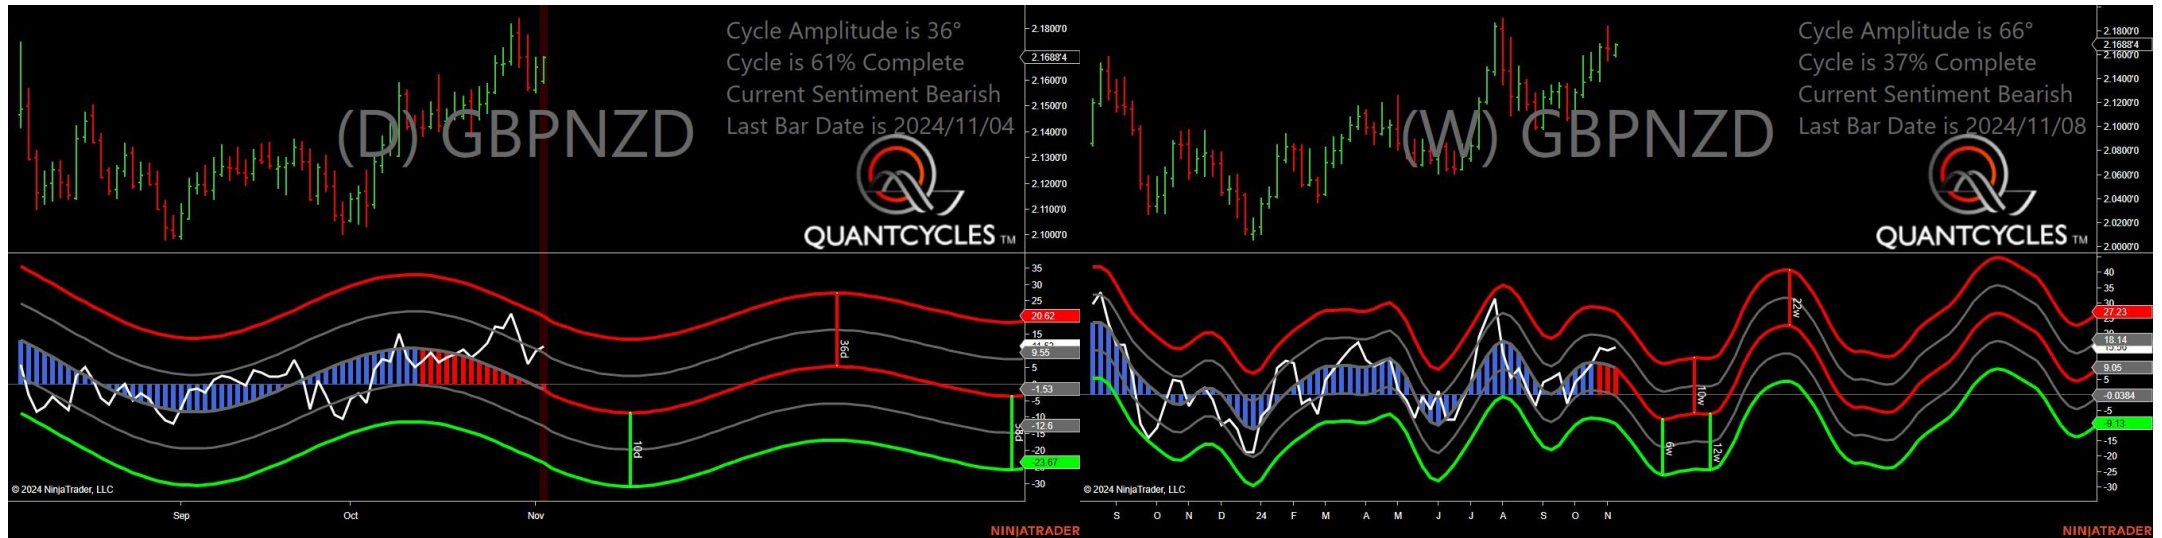 Cycle Amplitude is 36°
Cycle is 61% Complete
Current Sentiment Bearish
Last Bar Date is 2024/11/04
(D) GBPNZD
QUANTCYCLES TM
2.1800'0
2.1688'4
2.1600'0
2.1500'0
2.1400'0
2.1300'0
2.1200'0
2.1100'0
2.1000'0
35
30
25
20.62
15
9.55
5
-1.53
-5
-10
-12.6
-15
-20
-23.67
-30
36d
10d
© 2024 NinjaTrader, LLC
Sep Oct Nov
NINJATRADER
Cycle Amplitude is 66°
Cycle is 37% Complete
Current Sentiment Bearish
Last Bar Date is 2024/11/08
(W) GBPNZD
QUANTCYCLES TM
2.1800'0
2.1688'4
2.1600'0
2.1400'0
2.1200'0
2.1000'0
2.0800'0
2.0600'0
2.0400'0
2.0200'0
2.0000'0
40
35
30
27.23
18.14
9.05
5
-0.0384
-5
-9.13
-15
-20
-25
-30
22w
10w
6w
12w
© 2024 NinjaTrader, LLC
S O N D 24 F M A M J J A S O N
NINJATRADER